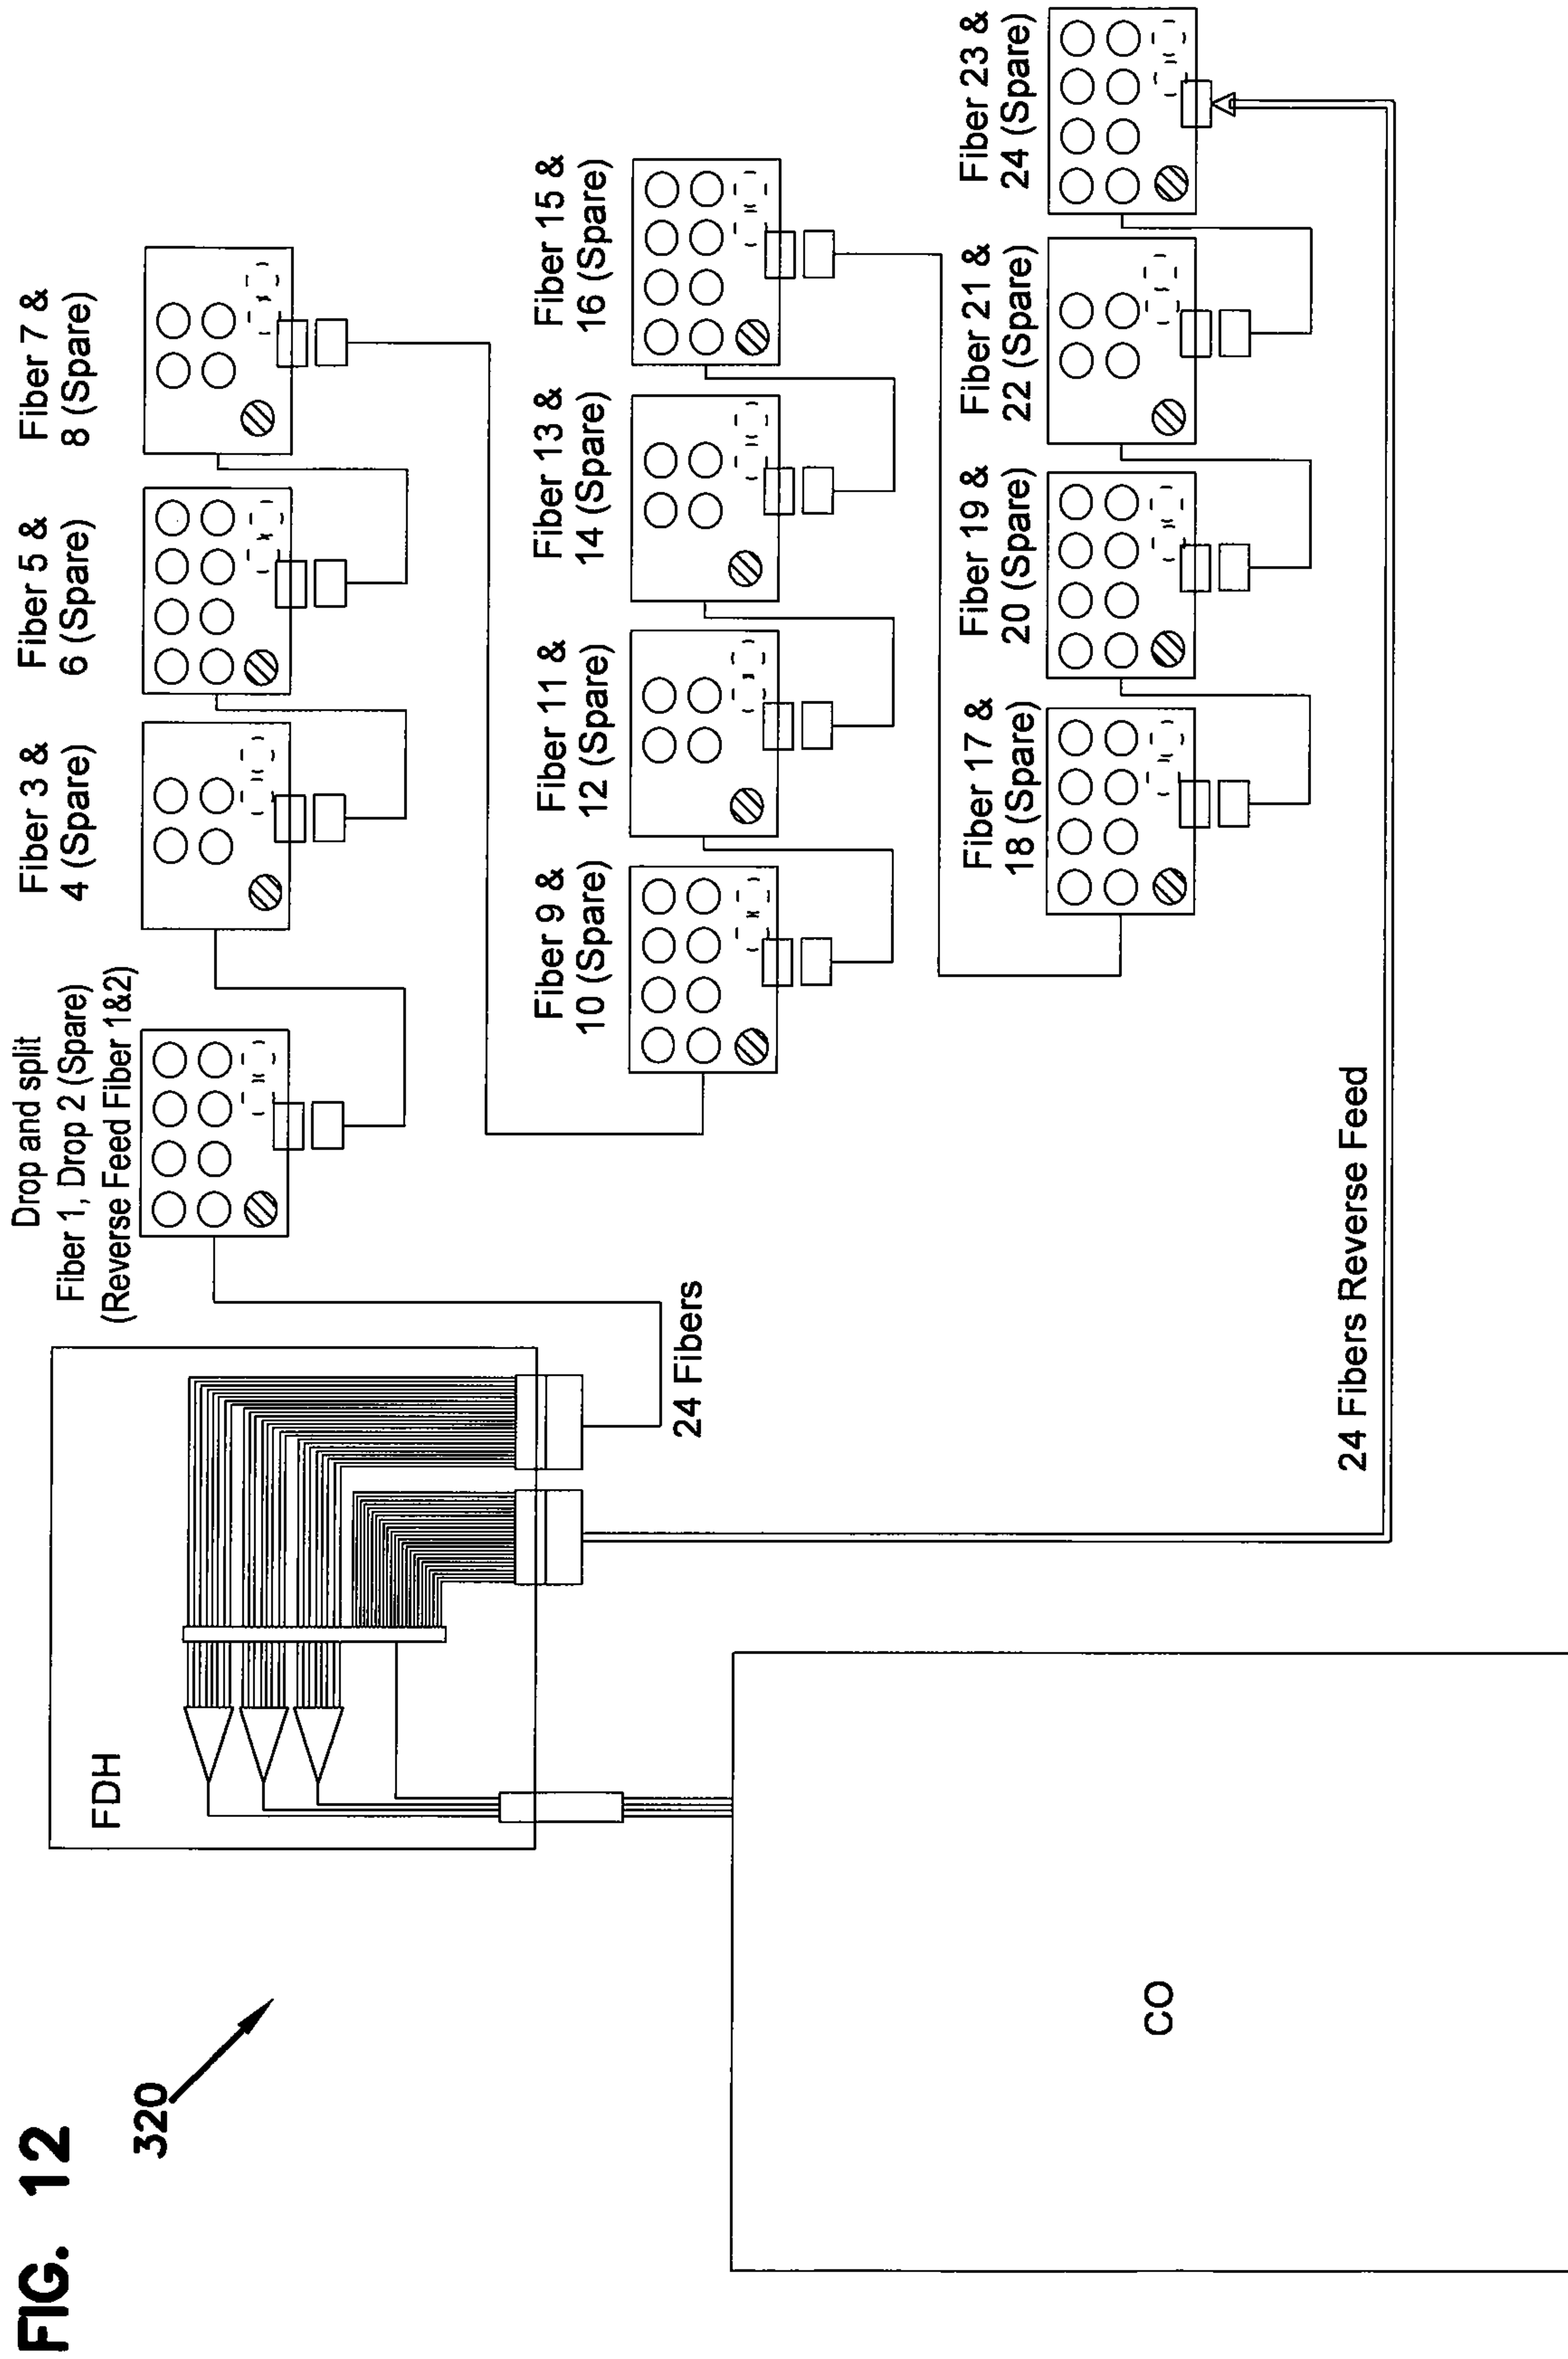 FIG. 12
320
FDH
CO
24 Fibers
24 Fibers Reverse Feed
Drop and split
Fiber 1, Drop 2 (Spare)
(Reverse Feed Fiber 1&2)
Fiber 3 &
4 (Spare)
Fiber 5 &
6 (Spare)
Fiber 7 &
8 (Spare)
Fiber 9 &
10 (Spare)
Fiber 11 &
12 (Spare)
Fiber 13 &
14 (Spare)
Fiber 15 &
16 (Spare)
Fiber 17 &
18 (Spare)
Fiber 19 &
20 (Spare)
Fiber 21 &
22 (Spare)
Fiber 23 &
24 (Spare)